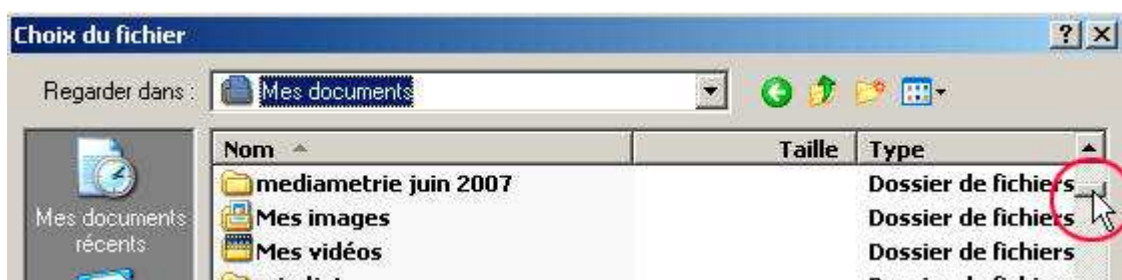 Choix du fichier
Regarder dans : Mes documents
Nom Taille Type
mediametrie juin 2007 Dossier de fichiers
Mes documents récents
Mes images Dossier de fichiers
Mes vidéos Dossier de fichiers